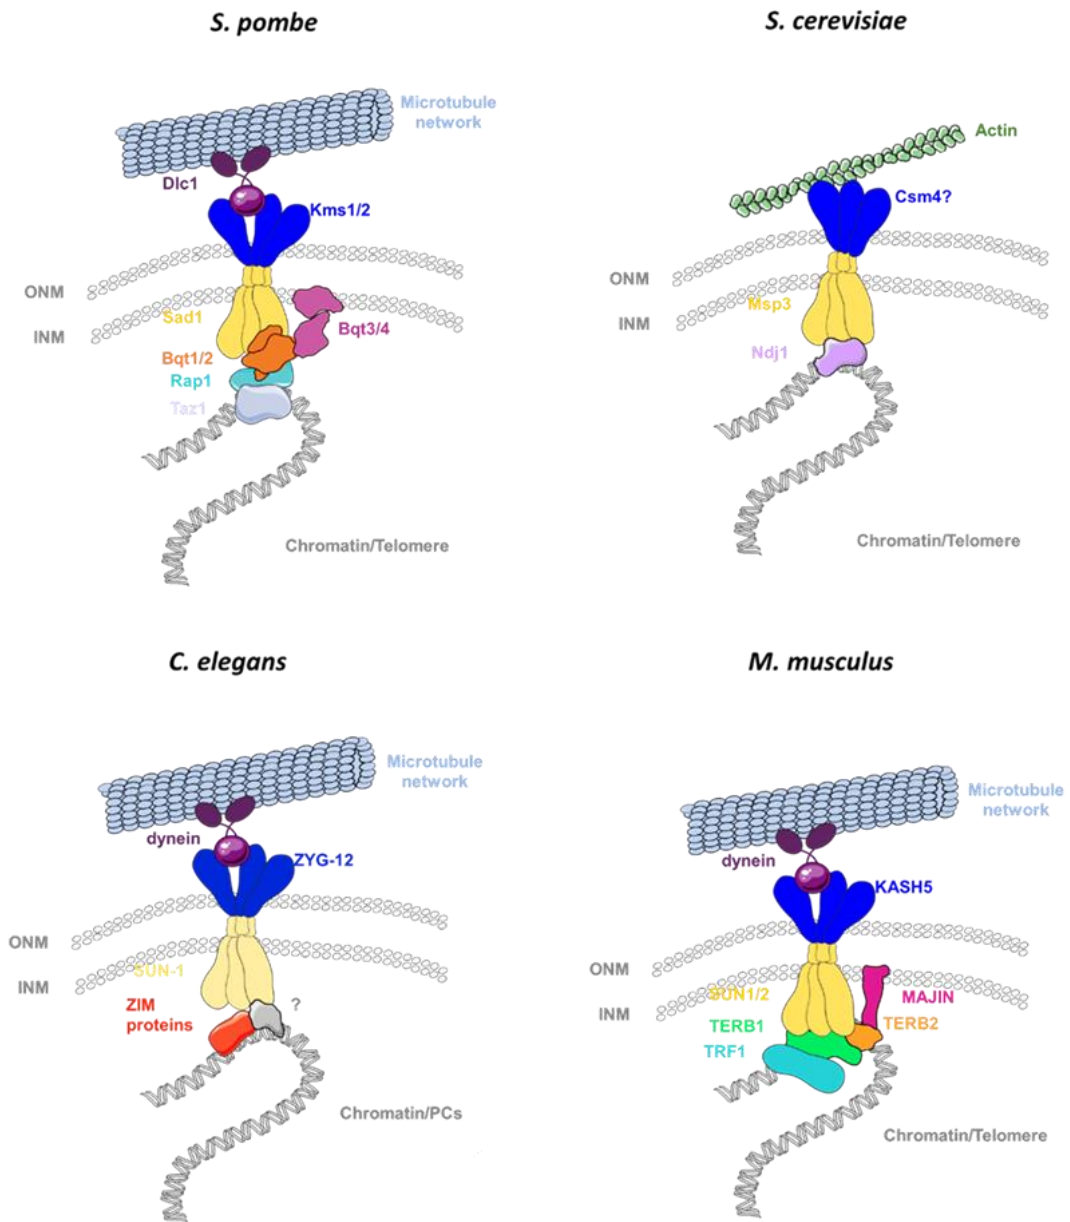 S. pombe
Microtubule
network
Dlc1
Kms1/2
ONM
INM
Sad1
Bqt3/4
Bqt1/2
Rap1
Taz1
Chromatin/Telomere
S. cerevisiae
Actin
Csm4?
ONM
INM
Msp3
Ndj1
Chromatin/Telomere
C. elegans
Microtubule
network
dynein
ZYG-12
ONM
INM
SUN-1
ZIM
proteins
?
Chromatin/PCs
M. musculus
Microtubule
network
dynein
KASH5
ONM
INM
SUN1/2
MAJIN
TERB1
TERB2
TRF1
Chromatin/Telomere